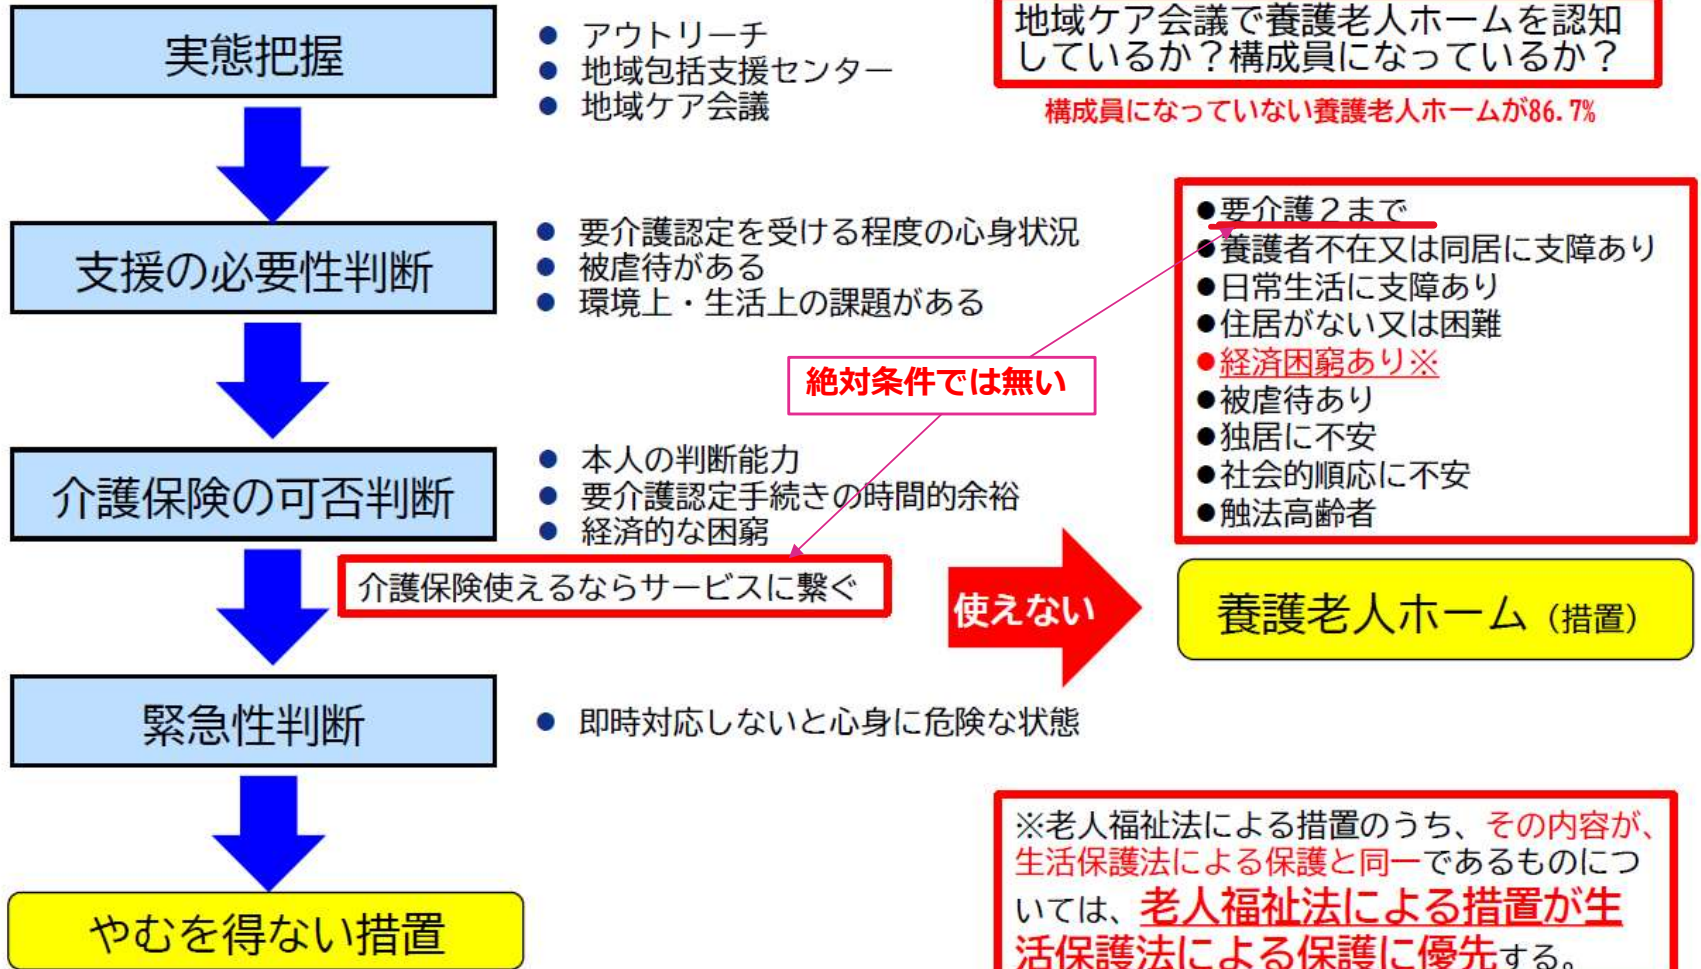 実態把握
● アウトリーチ
● 地域包括支援センター
● 地域ケア会議
地域ケア会議で養護老人ホームを認知
しているか？構成員になっているか？
構成員になっていない養護老人ホームが86.7%
支援の必要性判断
● 要介護認定を受ける程度の心身状況
● 被虐待がある
● 環境上・生活上の課題がある
●要介護２まで
●養護者不在又は同居に支障あり
●日常生活に支障あり
●住居がない又は困難
●経済困窮あり※
●被虐待あり
●独居に不安
●社会的順応に不安
●触法高齢者
絶対条件では無い
介護保険の可否判断
● 本人の判断能力
● 要介護認定手続きの時間的余裕
● 経済的な困窮
介護保険使えるならサービスに繋ぐ
使えない
養護老人ホーム（措置）
緊急性判断
● 即時対応しないと心身に危険な状態
やむを得ない措置
※老人福祉法による措置のうち、その内容が、
生活保護法による保護と同一であるものにつ
いては、老人福祉法による措置が生
活保護法による保護に優先する。